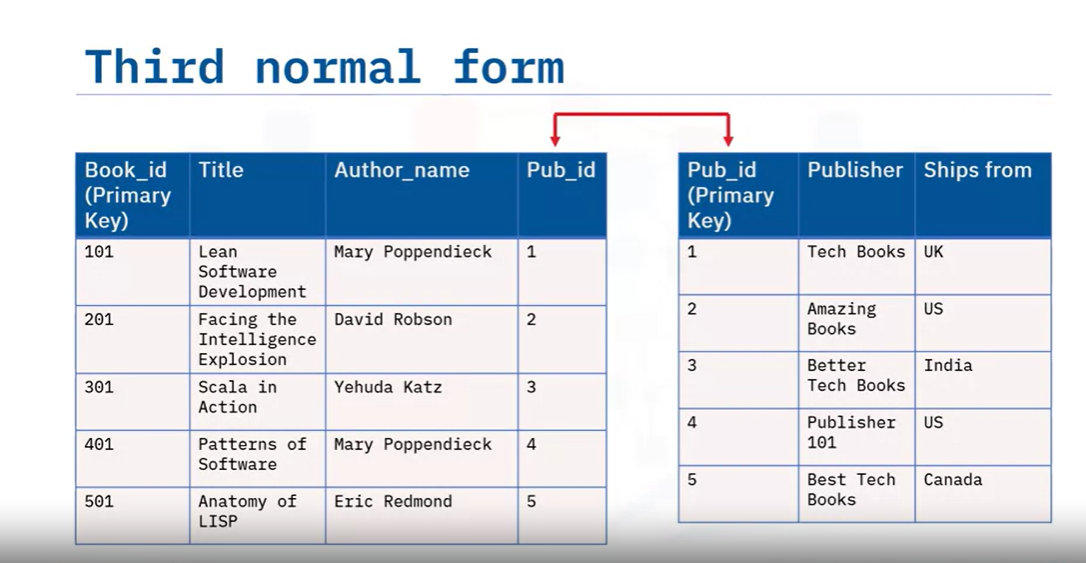 Third normal form
Book_id
(Primary
Key)
Title
Author_name
Pub_id
101
Lean
Software
Development
Mary Poppendieck
1
201
Facing the
Intelligence
Explosion
David Robson
2
301
Scala in
Action
Yehuda Katz
3
401
Patterns of
Software
Mary Poppendieck
4
501
Anatomy of
LISP
Eric Redmond
5
Pub_id
(Primary
Key)
Publisher
Ships from
1
Tech Books
UK
2
Amazing
Books
US
3
Better
Tech Books
India
4
Publisher
101
US
5
Best Tech
Books
Canada